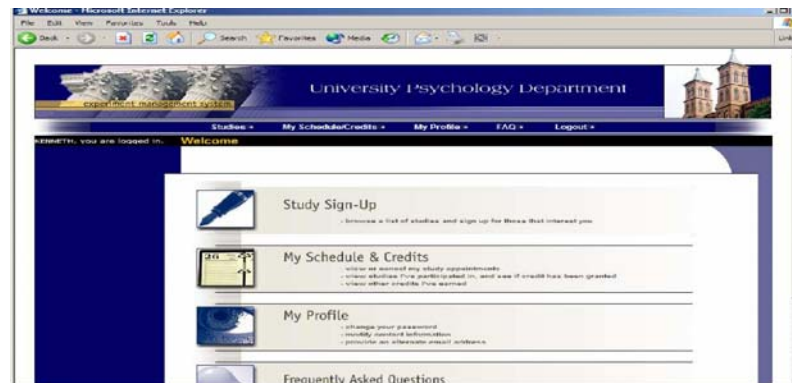 Welcome - Microsoft Internet Explorer
File Edit View Favorites Tools Help
Back Search Favorites Media
University Psychology Department
experiment management system
Studies My Schedule/Credits My Profile FAQ Logout
KENNETH, you are logged in. Welcome
Study Sign-Up
- browse a list of studies and sign up for those that interest you
My Schedule & Credits
- view or cancel my study appointments
- view studies I've participated in, and see if credit has been granted
- view other credits I've earned
My Profile
- change your password
- modify contact information
- provide an alternate email address
Frequently Asked Questions